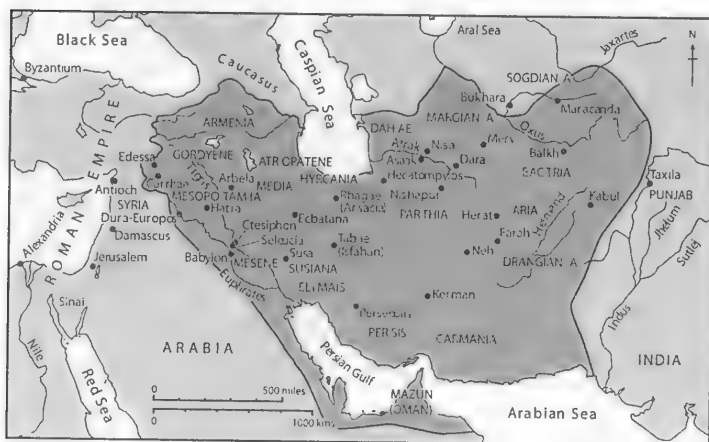 Black Sea
Byzantium
Caucasus
Caspian Sea
Aral Sea
Jaxartes
N
SOGDIANA
Bukhara
Maracanda
ROMAN EMPIRE
ARMENIA
DAHAE
MARGIANA
Oxus
Edessa
GORDYENE
ATROPATENE
Atrak
Nisa
Merv
Asaak
Dara
Balkh
BACTRIA
Carrhae
Tigris
Arbela
MEDIA
HYRCANIA
Hecatompylos
Taxila
PUNJAB
Antioch
SYRIA
MESOPOTAMIA
Hatra
Rhagae
(Arsacia)
Nishapur
PARTHIA
Herat
ARIA
Kabul
Alexandria
Dura-Europos
Damascus
Ctesiphon
Ecbatana
Seleucia
Helmand
Farah
Jhelum
Sutlej
Jerusalem
Babylon
MESENE
Susa
SUSIANA
Tabae
(Isfahan)
Neh
DRANGIANA
Euphrates
ELYMAIS
Kerman
Sinai
Persepolis
Indus
Nile
ARABIA
PERSIS
CARMANIA
INDIA
Persian Gulf
Red Sea
0
500 miles
0
1000 kms
MAZUN
(OMAN)
Arabian Sea